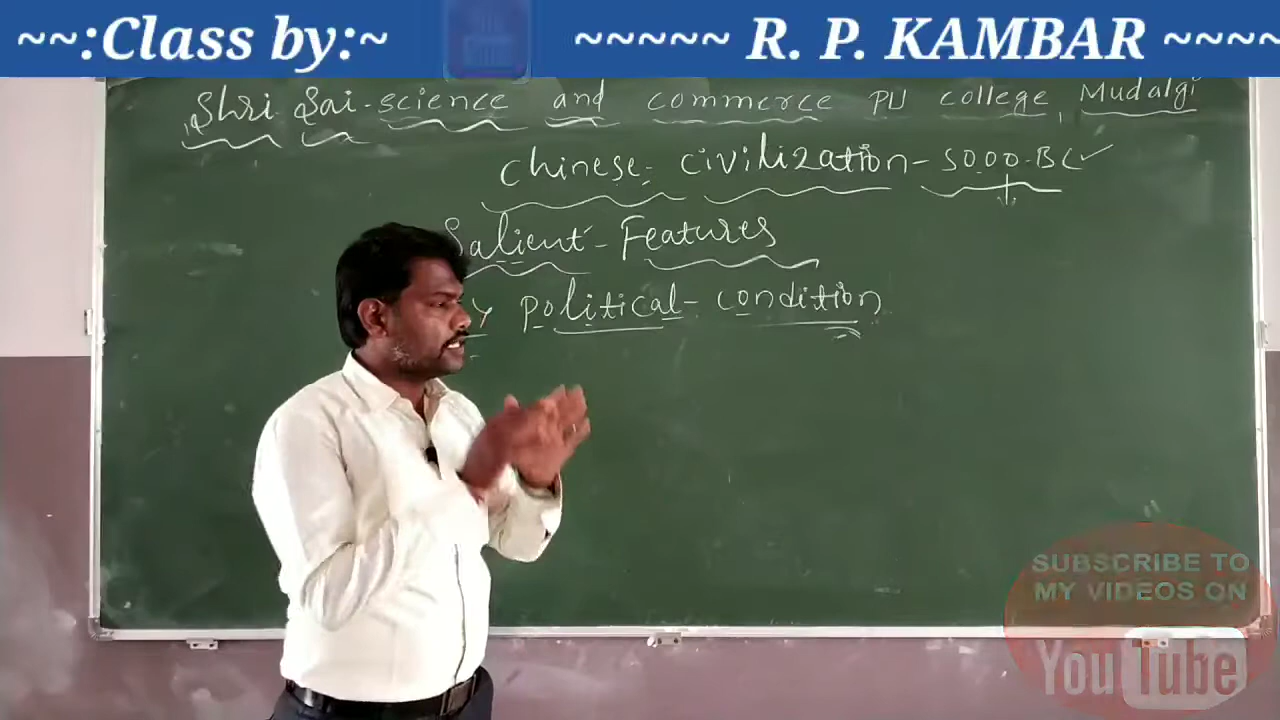 ~~:Class by:~ ~~~~~ R. P. KAMBAR ~~~~
Shri Sai-science and commerce PU college, Mudalgi
Chinese-civilization-5000-BC✓
Salient-Features
political-condition
SUBSCRIBE TO
MY VIDEOS ON
YouTube